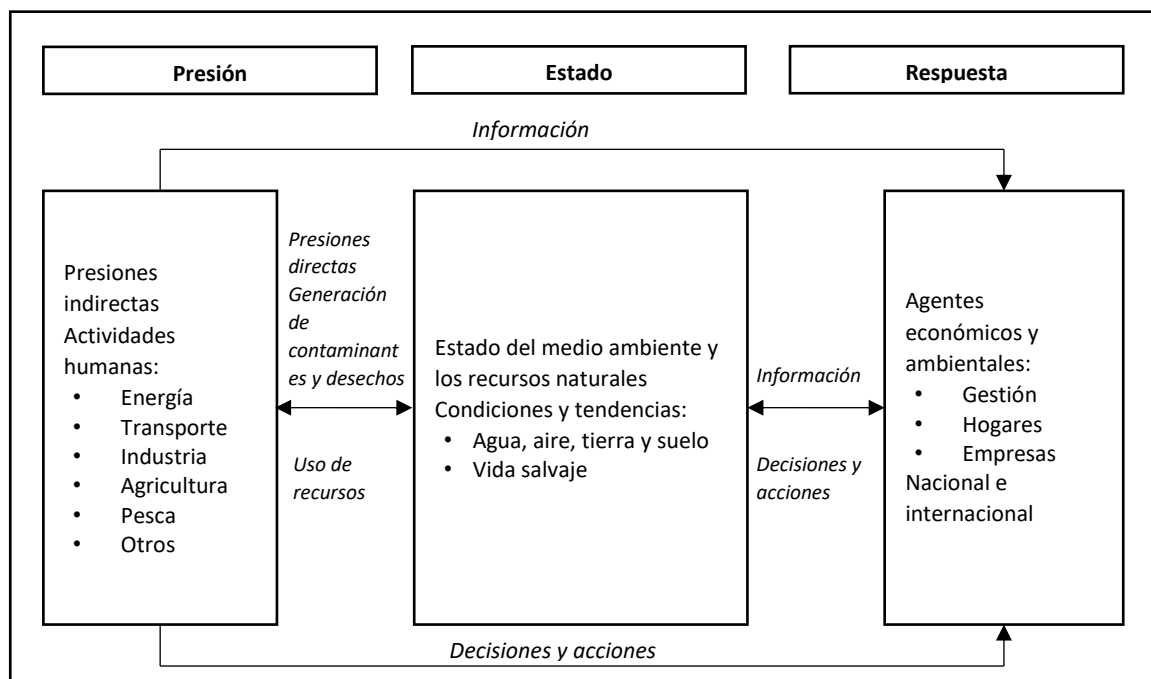 Presión
Estado
Respuesta
Información
Presiones
indirectas
Actividades
humanas:
• Energía
• Transporte
• Industria
• Agricultura
• Pesca
• Otros
Presiones
directas
Generación
de
contaminant
es y desechos
Uso de
recursos
Estado del medio ambiente y
los recursos naturales
Condiciones y tendencias:
• Agua, aire, tierra y suelo
• Vida salvaje
Información
Decisiones y
acciones
Agentes
económicos y
ambientales:
• Gestión
• Hogares
• Empresas
Nacional e
internacional
Decisiones y acciones